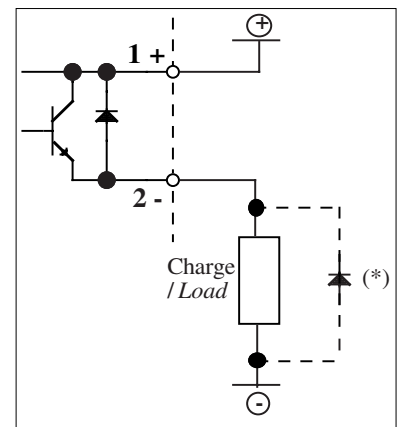 +
1 +
2 -
Charge
/ Load
(*)
-